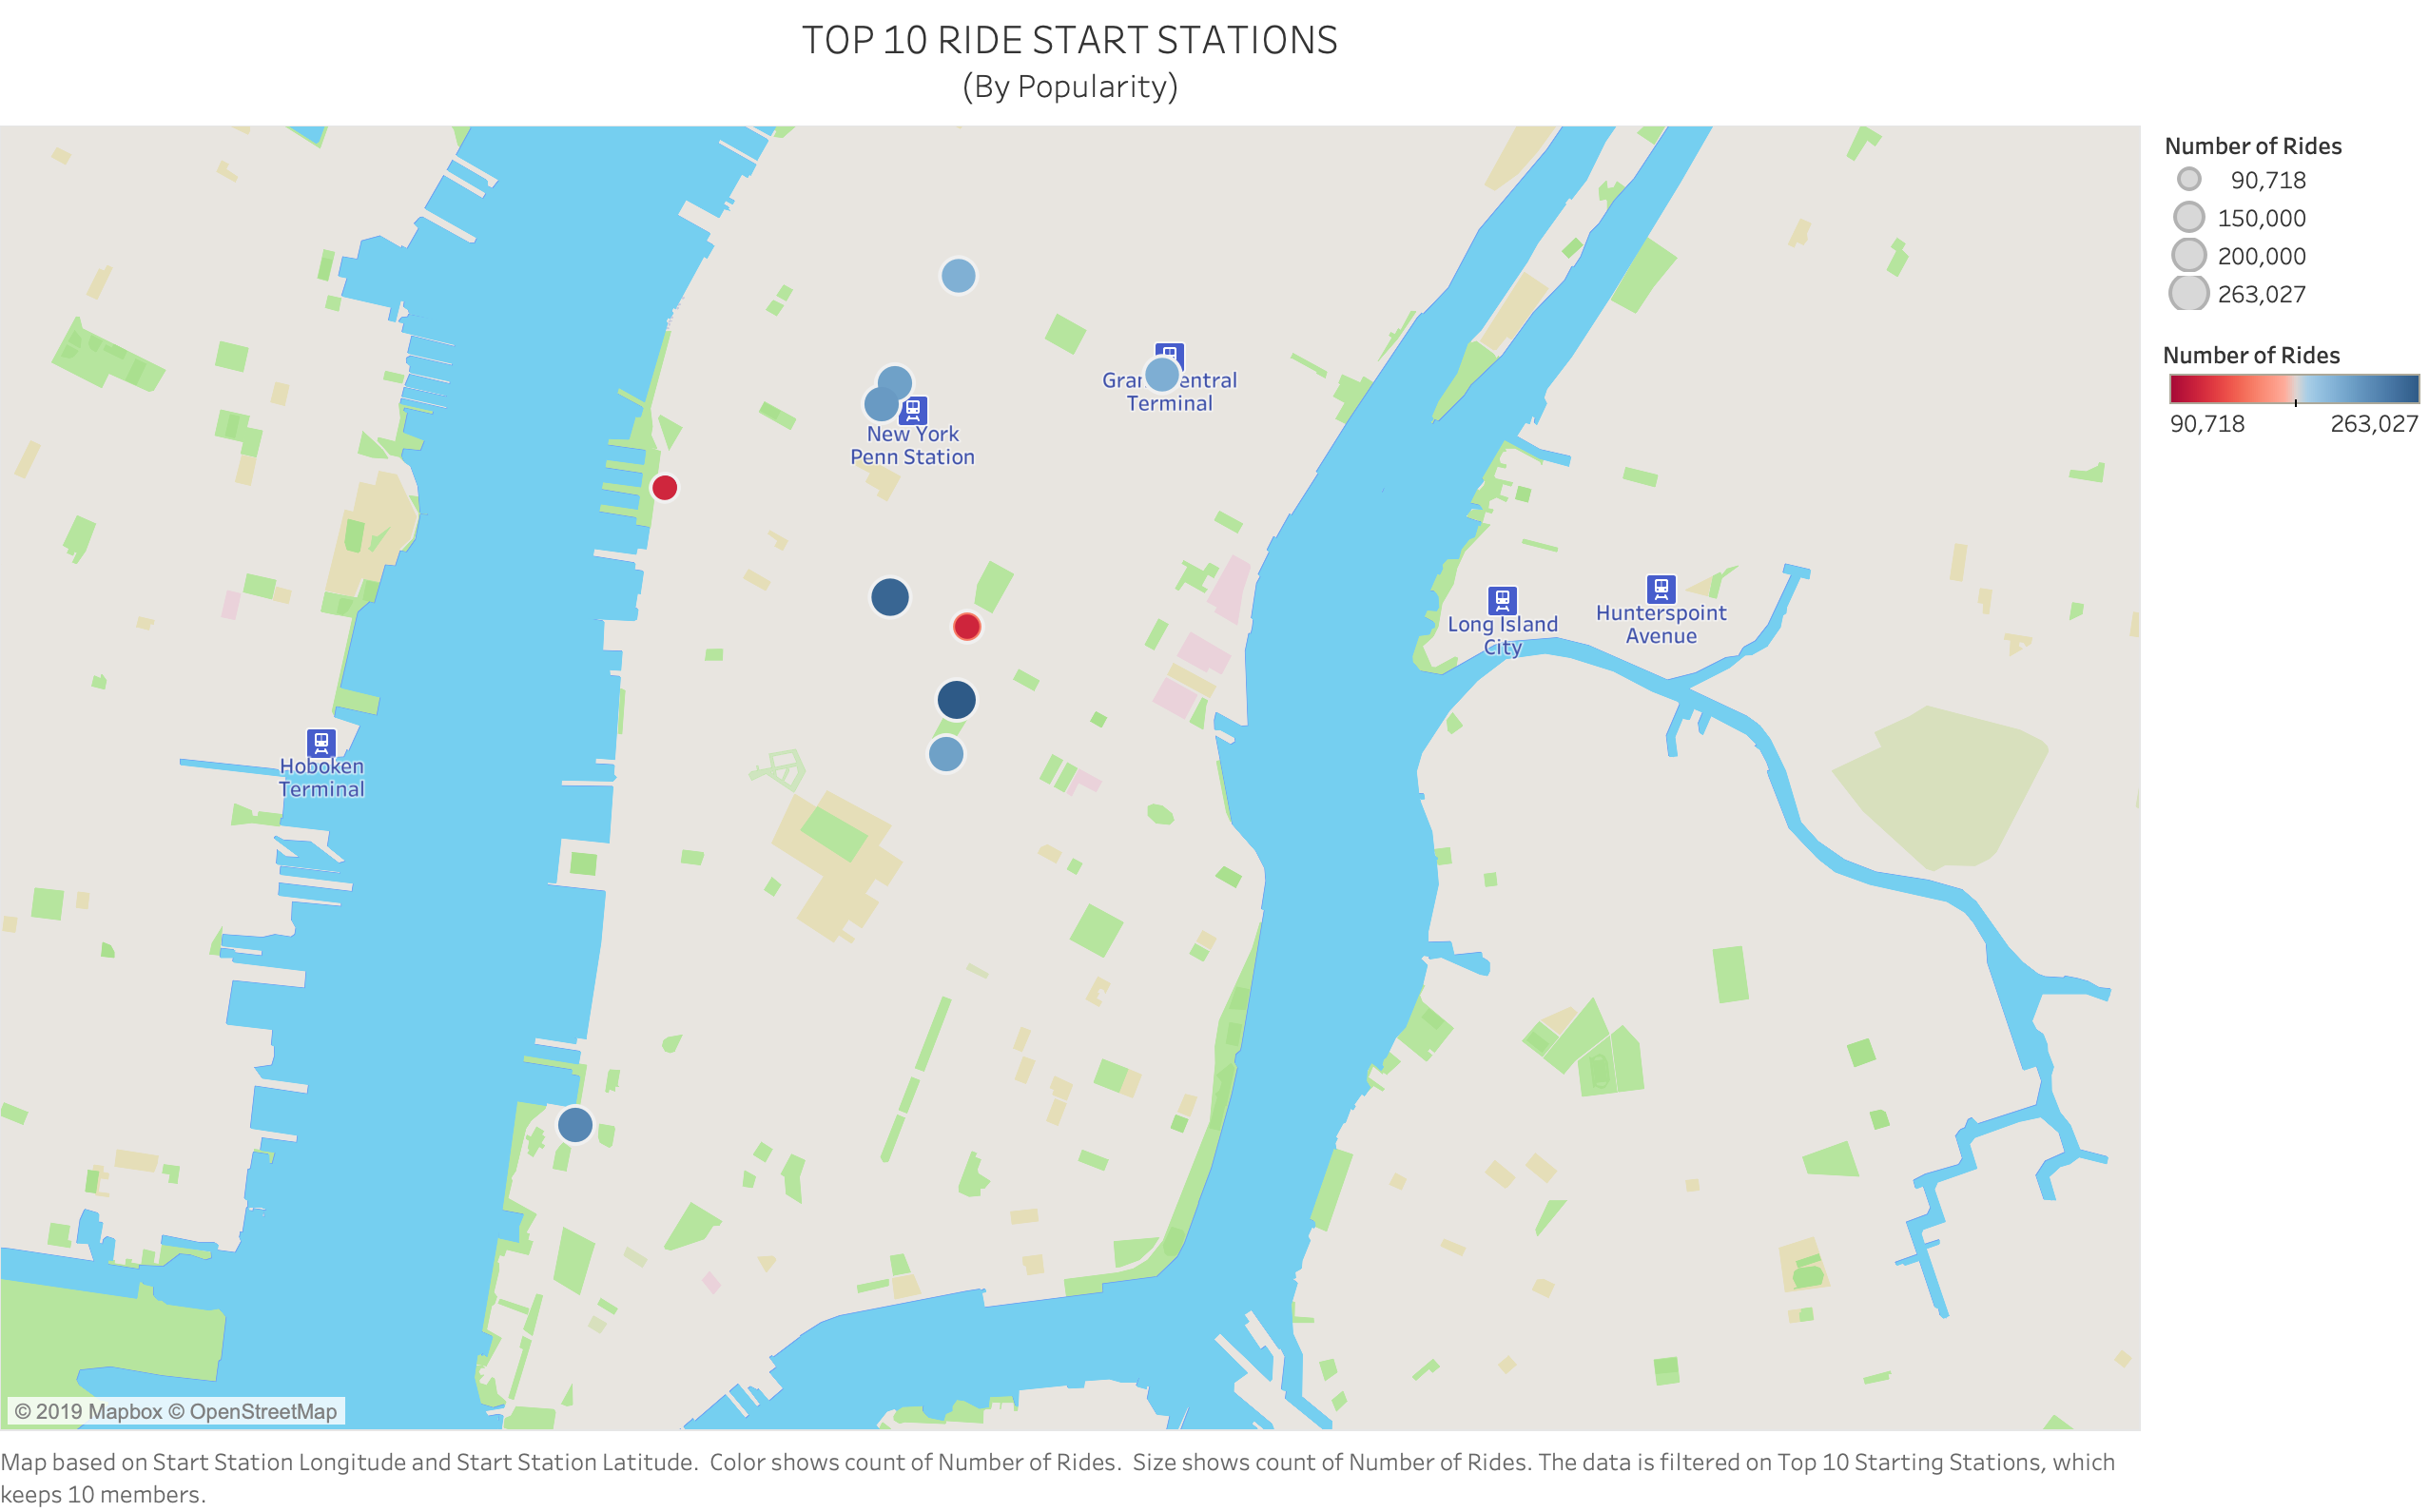 TOP 10 RIDE START STATIONS
(By Popularity)
Number of Rides
90,718
150,000
200,000
263,027
Number of Rides
90,718 263,027
Terminal
New York
Penn Station
Long Island
City
Hunterspoint
Avenue
Hoboken
Terminal
© 2019 Mapbox © OpenStreetMap
Map based on Start Station Longitude and Start Station Latitude.  Color shows count of Number of Rides.  Size shows count of Number of Rides. The data is filtered on Top 10 Starting Stations, which
keeps 10 members.